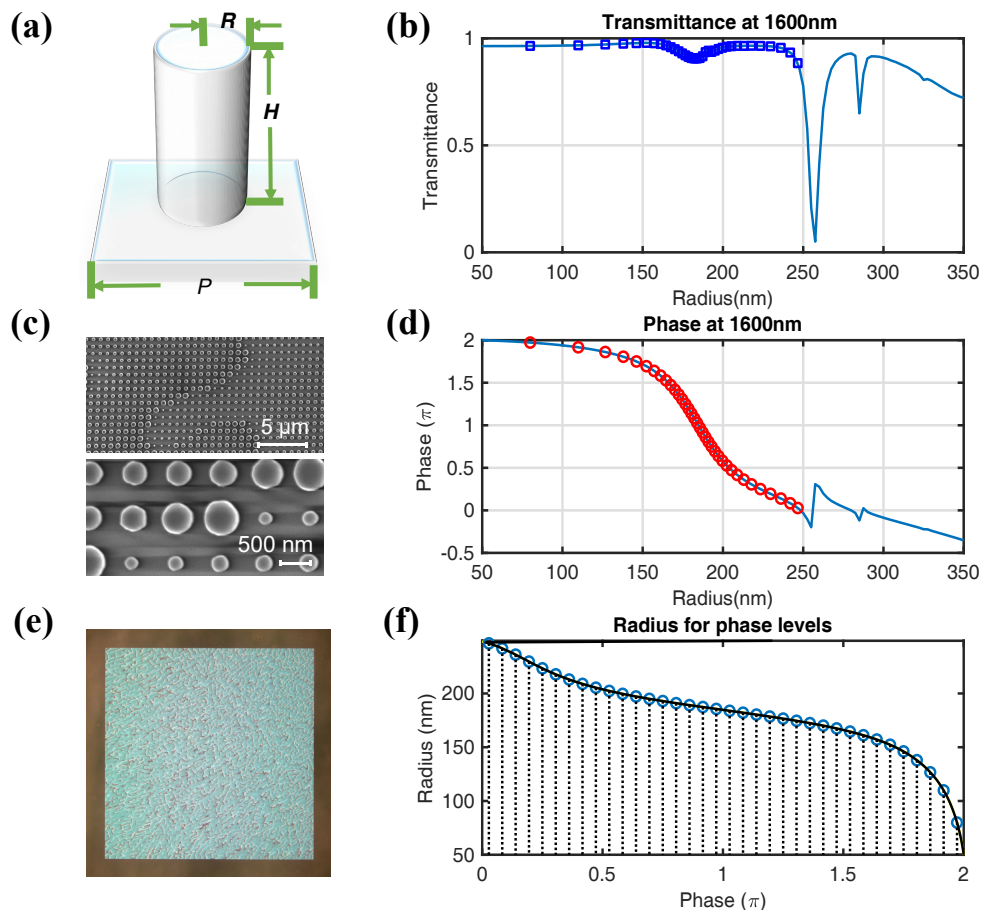 (a)
R
H
P
(b)
Transmittance at 1600nm
1
0.5
0
Transmittance
50 100 150 200 250 300 350
Radius(nm)
(c)
5 μm
500 nm
(d)
Phase at 1600nm
2
1.5
1
0.5
0
-0.5
Phase (π)
50 100 150 200 250 300 350
Radius(nm)
(e)
(f)
Radius for phase levels
200
150
100
50
Radius (nm)
0 0.5 1 1.5 2
Phase (π)